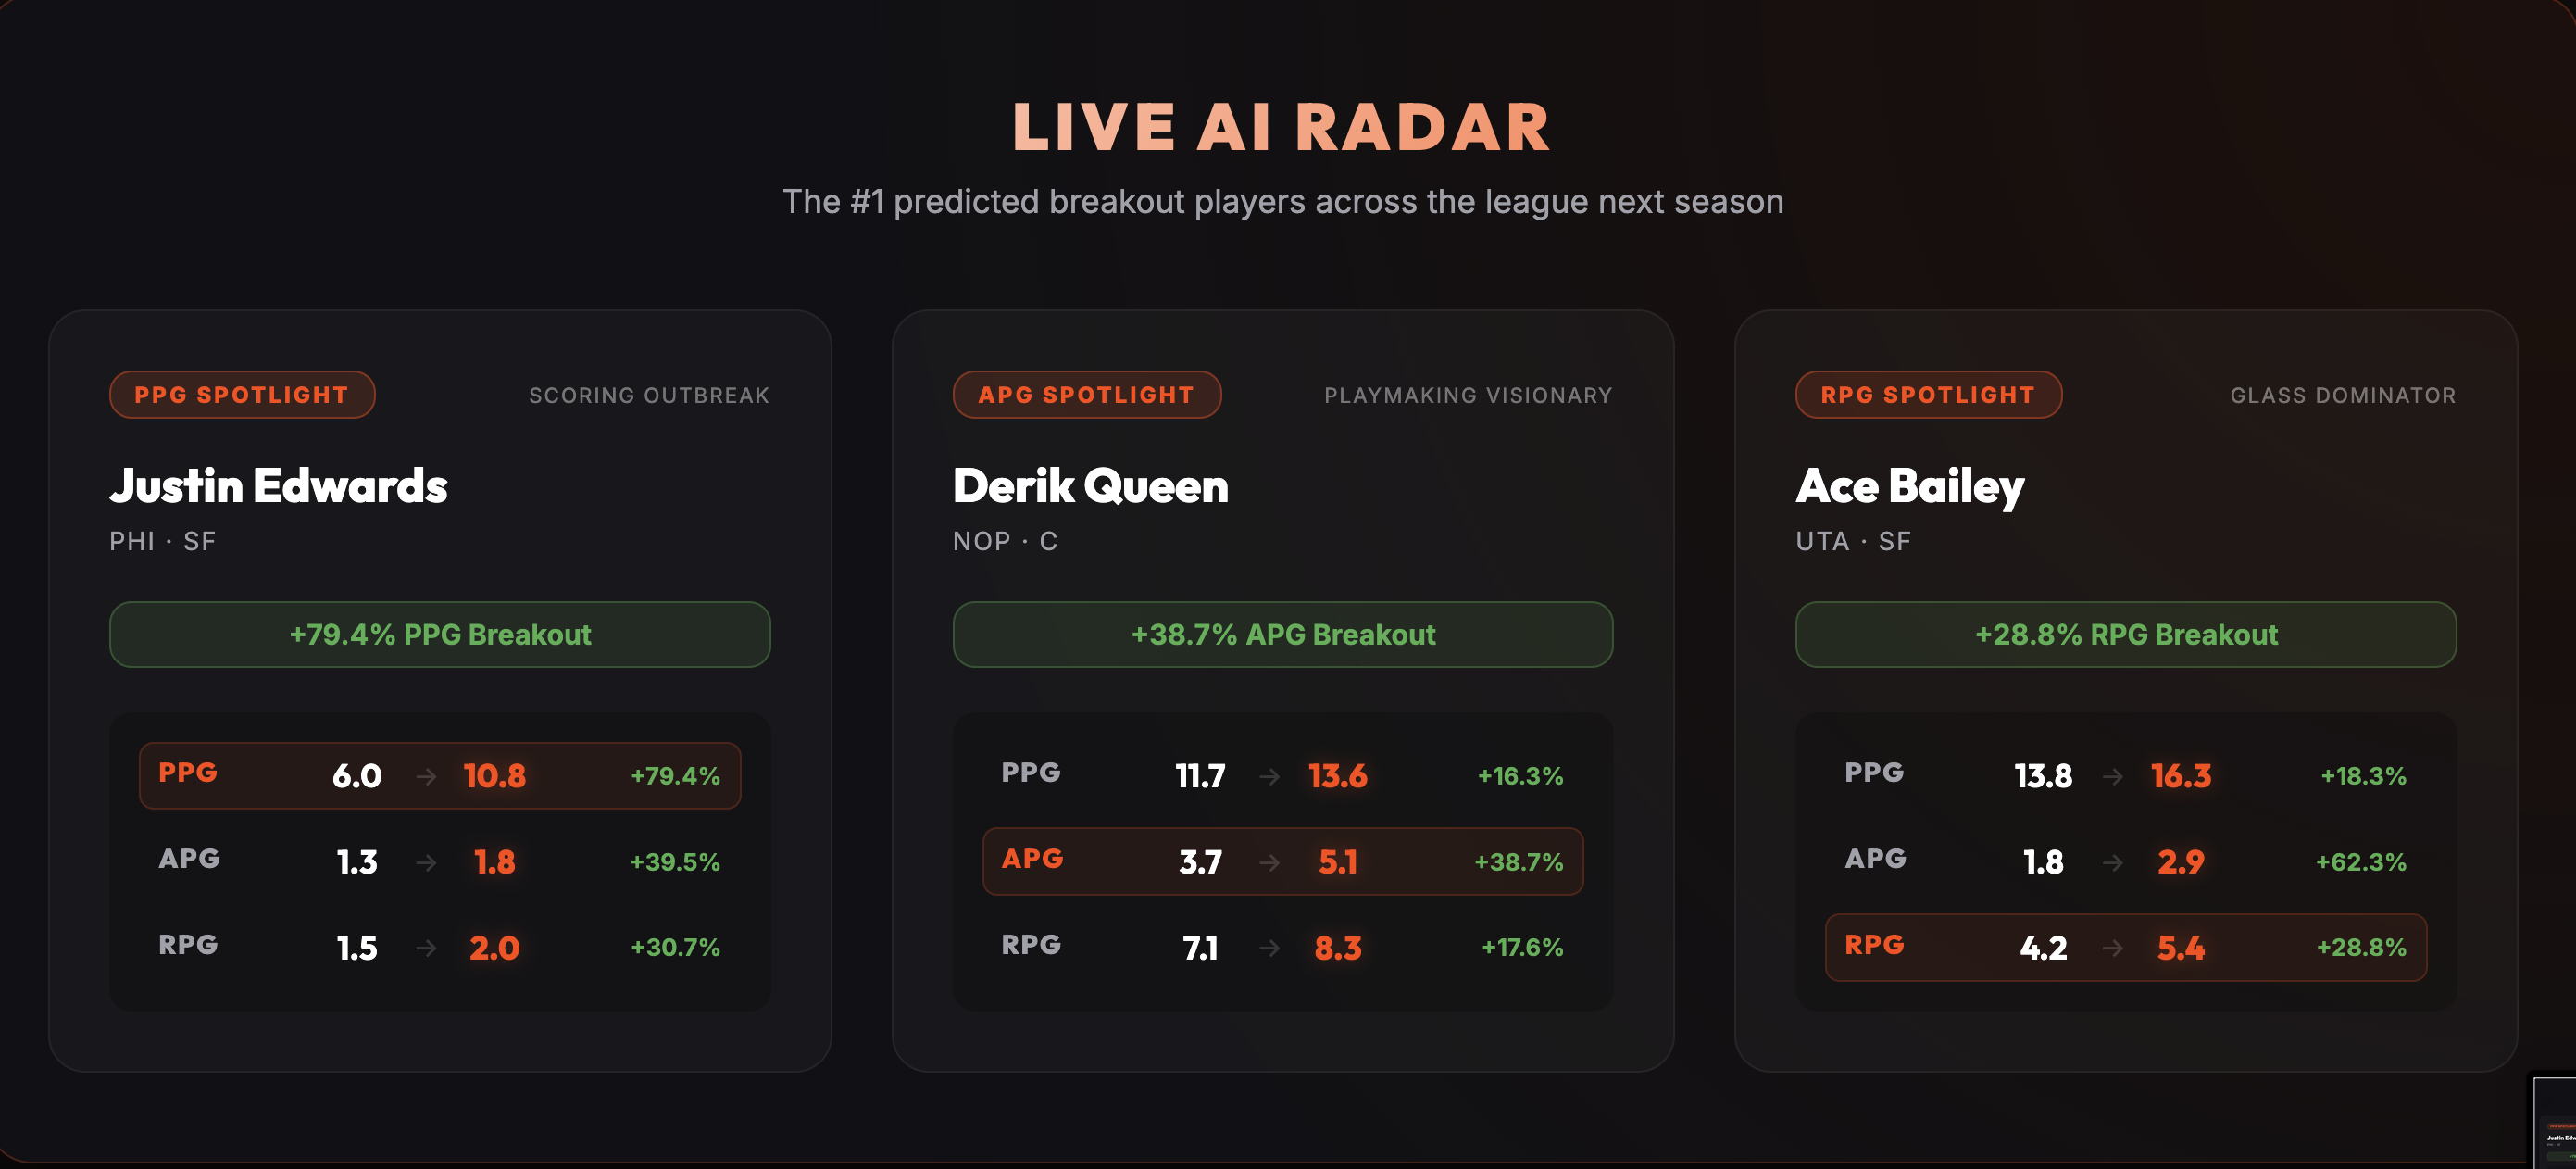 LIVE AI RADAR
The #1 predicted breakout players across the league next season
PPG SPOTLIGHT
SCORING OUTBREAK
Justin Edwards
PHI · SF
+79.4% PPG Breakout
PPG 6.0 → 10.8 +79.4%
APG 1.3 → 1.8 +39.5%
RPG 1.5 → 2.0 +30.7%
APG SPOTLIGHT
PLAYMAKING VISIONARY
Derik Queen
NOP · C
+38.7% APG Breakout
PPG 11.7 → 13.6 +16.3%
APG 3.7 → 5.1 +38.7%
RPG 7.1 → 8.3 +17.6%
RPG SPOTLIGHT
GLASS DOMINATOR
Ace Bailey
UTA · SF
+28.8% RPG Breakout
PPG 13.8 → 16.3 +18.3%
APG 1.8 → 2.9 +62.3%
RPG 4.2 → 5.4 +28.8%